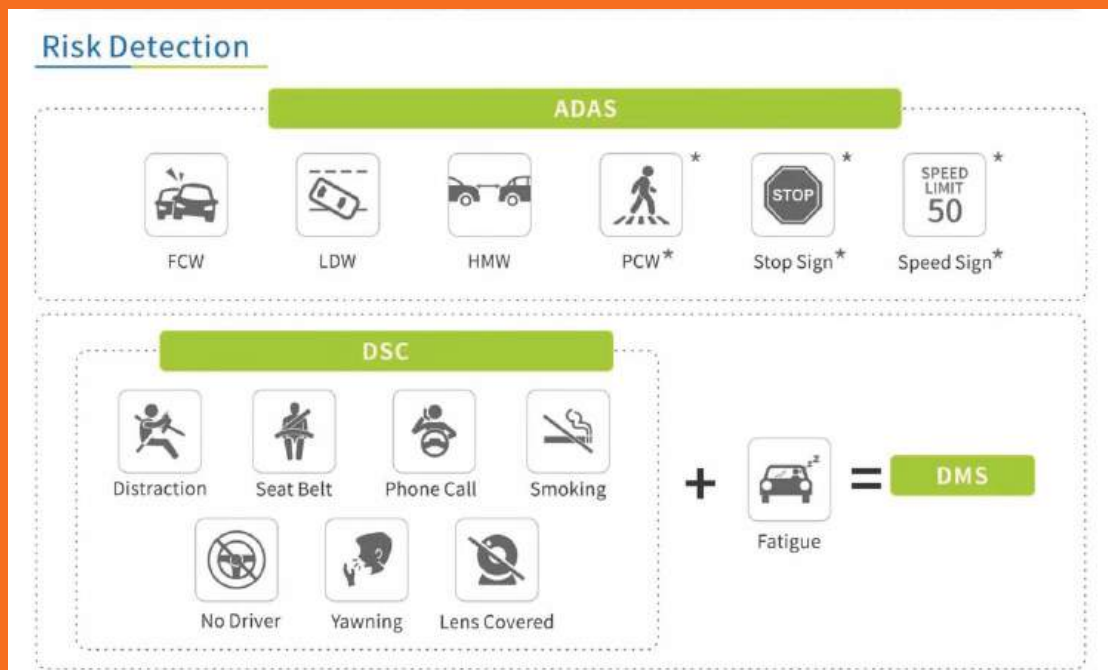 Risk Detection
ADAS
*
*
*
STOP
SPEED
LIMIT
50
FCW
LDW
HMW
PCW*
Stop Sign*
Speed Sign*
DSC
Distraction
Seat Belt
Phone Call
Smoking
+
zz
=
DMS
Fatigue
No Driver
Yawning
Lens Covered